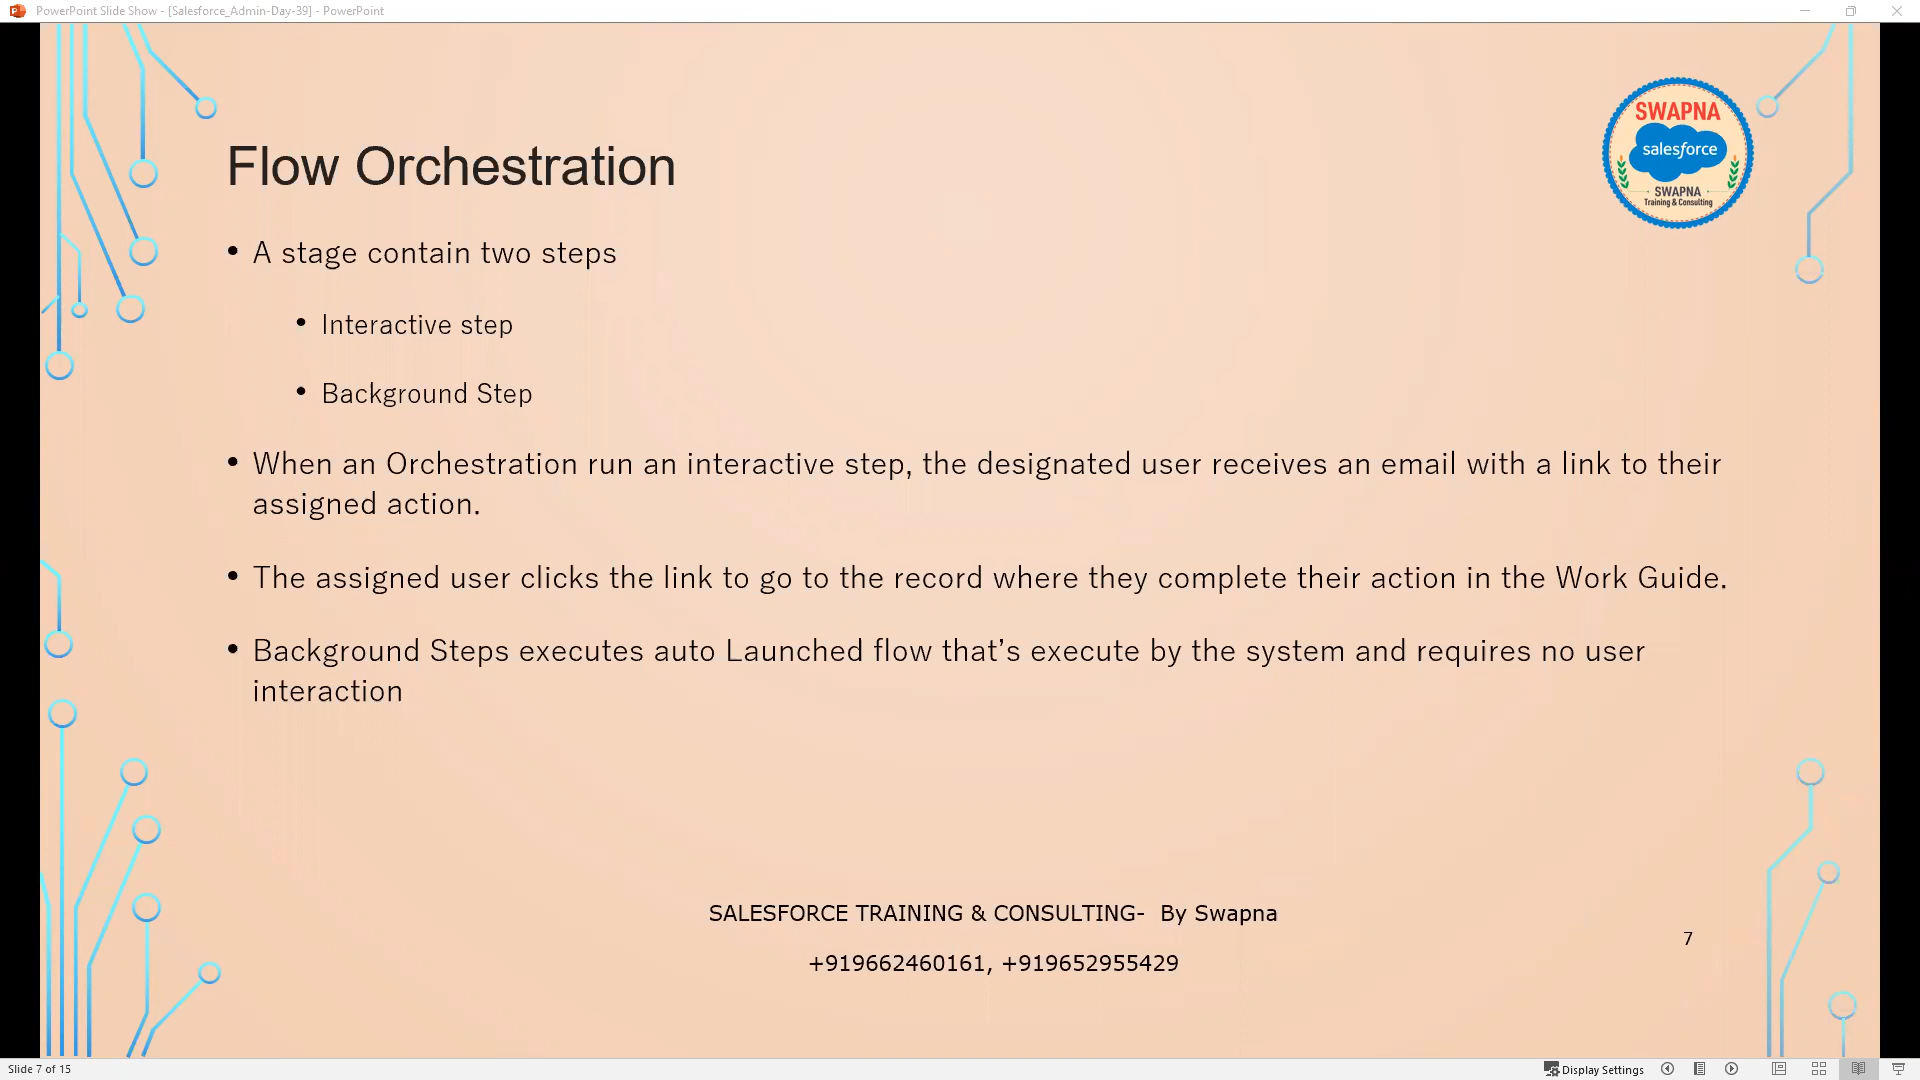 PowerPoint Slide Show - [Salesforce_Admin-Day-39] - PowerPoint
SWAPNA
salesforce
SWAPNA
Training & Consulting
Flow Orchestration
• A stage contain two steps
• Interactive step
• Background Step
• When an Orchestration run an interactive step, the designated user receives an email with a link to their
assigned action.
• The assigned user clicks the link to go to the record where they complete their action in the Work Guide.
• Background Steps executes auto Launched flow that’s execute by the system and requires no user
interaction
SALESFORCE TRAINING & CONSULTING- By Swapna
7
+919662460161, +919652955429
Slide 7 of 15
Display Settings